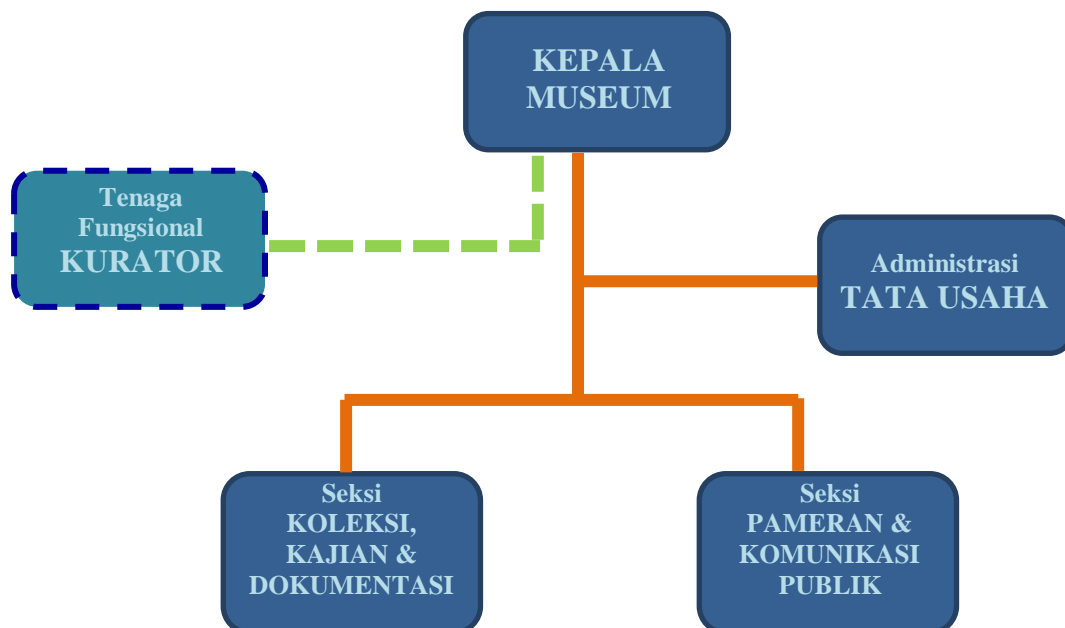 KEPALA
MUSEUM
Tenaga
Fungsional
KURATOR
Administrasi
TATA USAHA
Seksi
KOLEKSI,
KAJIAN &
DOKUMENTASI
Seksi
PAMERAN &
KOMUNIKASI
PUBLIK